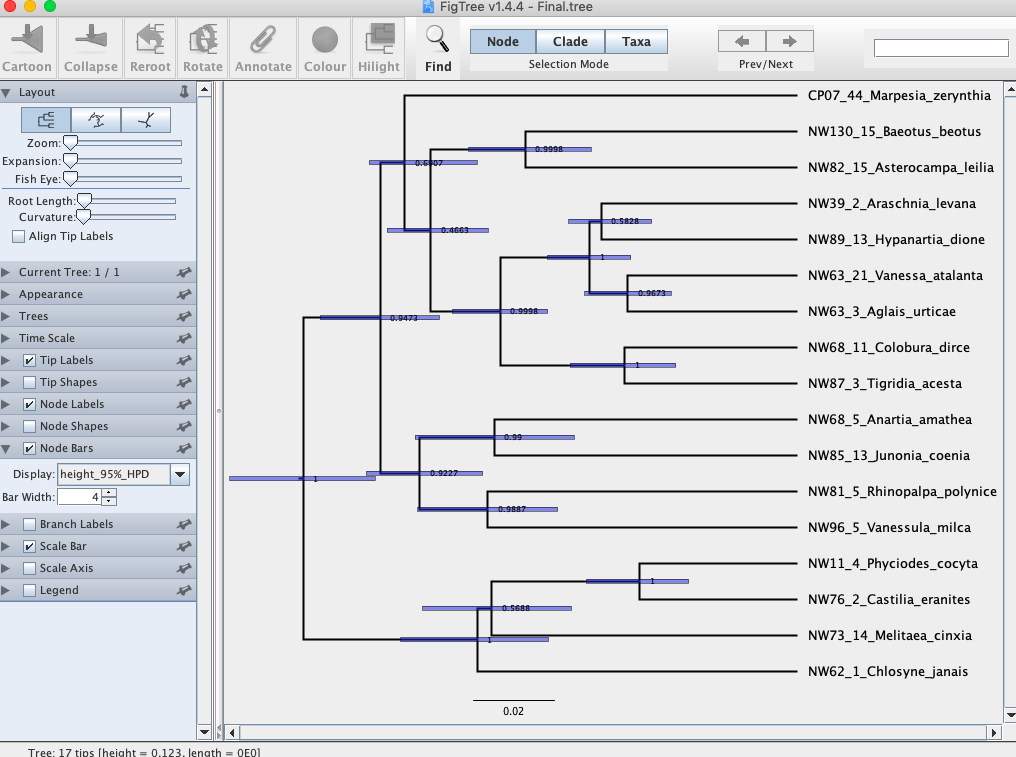 FigTree v1.4.4 - Final.tree
Cartoon Collapse Reroot Rotate Annotate Colour Hilight Find
Node Clade Taxa
Selection Mode
Prev/Next
Layout
Zoom:
Expansion:
Fish Eye:
Root Length:
Curvature:
Align Tip Labels
Current Tree: 1 / 1
Appearance
Trees
Time Scale
Tip Labels
Tip Shapes
Node Labels
Node Shapes
Node Bars
Display: height_95%_HPD
Bar Width: 4
Branch Labels
Scale Bar
Scale Axis
Legend
CP07_44_Marpesia_zerynthia
NW130_15_Baeotus_beotus
0.9998
0.6907
NW82_15_Asterocampa_leilia
NW39_2_Araschnia_levana
0.5828
0.4663
NW89_13_Hypanartia_dione
1
NW63_21_Vanessa_atalanta
0.9673
NW63_3_Aglais_urticae
0.9998
0.9473
NW68_11_Colobura_dirce
1
NW87_3_Tigridia_acesta
NW68_5_Anartia_amathea
0.99
NW85_13_Junonia_coenia
0.9227
1
NW81_5_Rhinopalpa_polynice
0.9887
NW96_5_Vanessula_milca
NW11_4_Phyciodes_cocyta
1
NW76_2_Castilia_eranites
0.5688
NW73_14_Melitaea_cinxia
1
NW62_1_Chlosyne_janais
0.02
Tree: 17 tips [height = 0.123, length = 0E0]